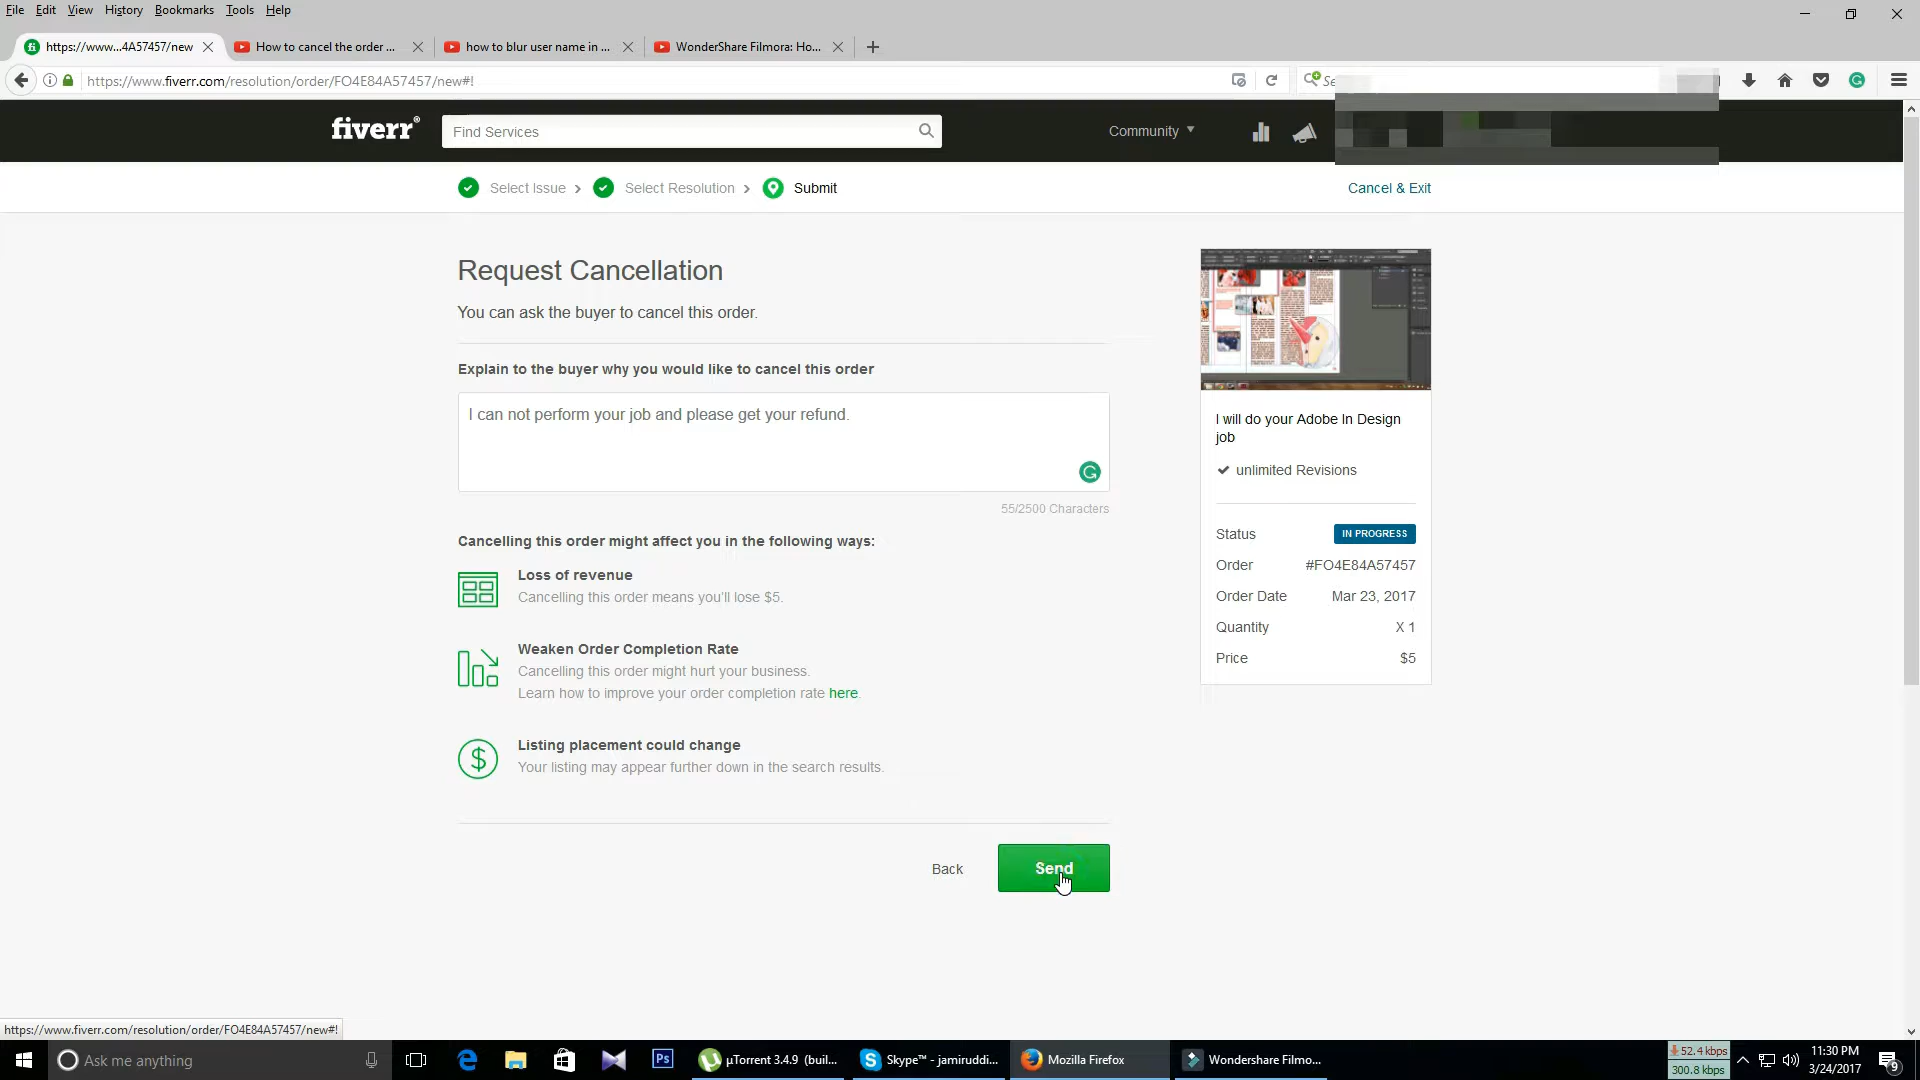 File Edit View History Bookmarks Tools Help
https://www...4A57457/new
How to cancel the order ...
how to blur user name in ...
WonderShare Filmora: Ho...
https://www.fiverr.com/resolution/order/FO4E84A57457/new#!
fiverr®
Find Services
Community
Select Issue
Select Resolution
Submit
Cancel & Exit
Request Cancellation
You can ask the buyer to cancel this order.
Explain to the buyer why you would like to cancel this order
I can not perform your job and please get your refund.
55/2500 Characters
Cancelling this order might affect you in the following ways:
Loss of revenue
Cancelling this order means you'll lose $5.
Weaken Order Completion Rate
Cancelling this order might hurt your business.
Learn how to improve your order completion rate here.
Listing placement could change
Your listing may appear further down in the search results.
Back
Send
I will do your Adobe In Design
job
unlimited Revisions
Status IN PROGRESS
Order #FO4E84A57457
Order Date Mar 23, 2017
Quantity X 1
Price $5
https://www.fiverr.com/resolution/order/FO4E84A57457/new#!
Ask me anything
Ps
µTorrent 3.4.9 (buil...
Skype™ - jamiruddi...
Mozilla Firefox
Wondershare Filmo...
52.4 kbps
300.8 kbps
11:30 PM
3/24/2017
9